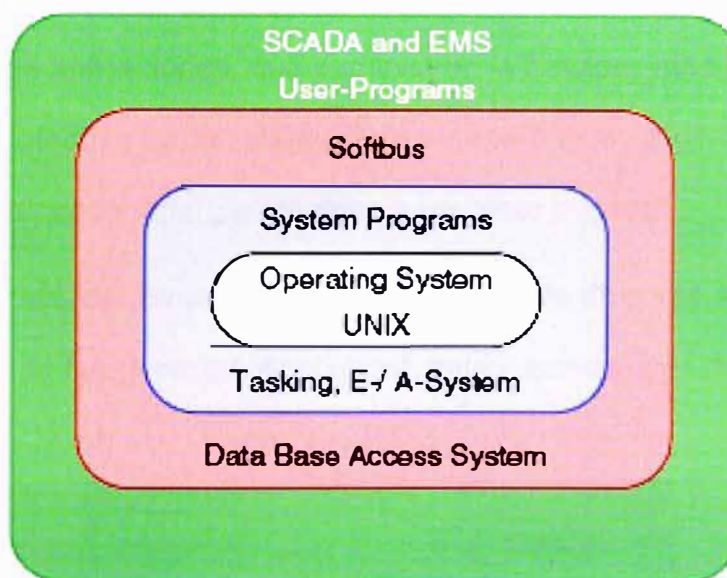 SCADA and EMS
User-Programs
Softbus
System Programs
Operating System
UNIX
Tasking, E-/ A-System
Data Base Access System